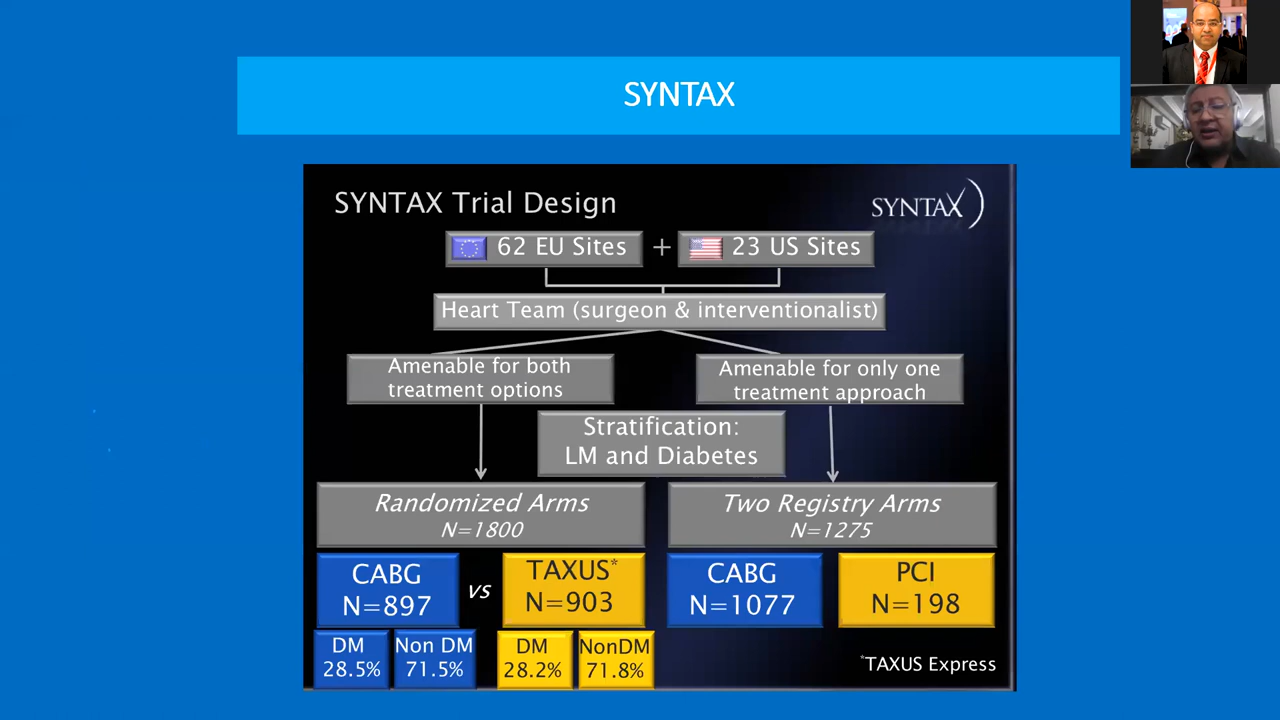 SYNTAX
SYNTAX Trial Design
SYNTAX
62 EU Sites + 23 US Sites
Heart Team (surgeon & interventionalist)
Amenable for both
treatment options
Amenable for only one
treatment approach
Stratification:
LM and Diabetes
Randomized Arms
N=1800
Two Registry Arms
N=1275
CABG
N=897
vs
TAXUS*
N=903
CABG
N=1077
PCI
N=198
DM
28.5%
Non DM
71.5%
DM
28.2%
NonDM
71.8%
*TAXUS Express